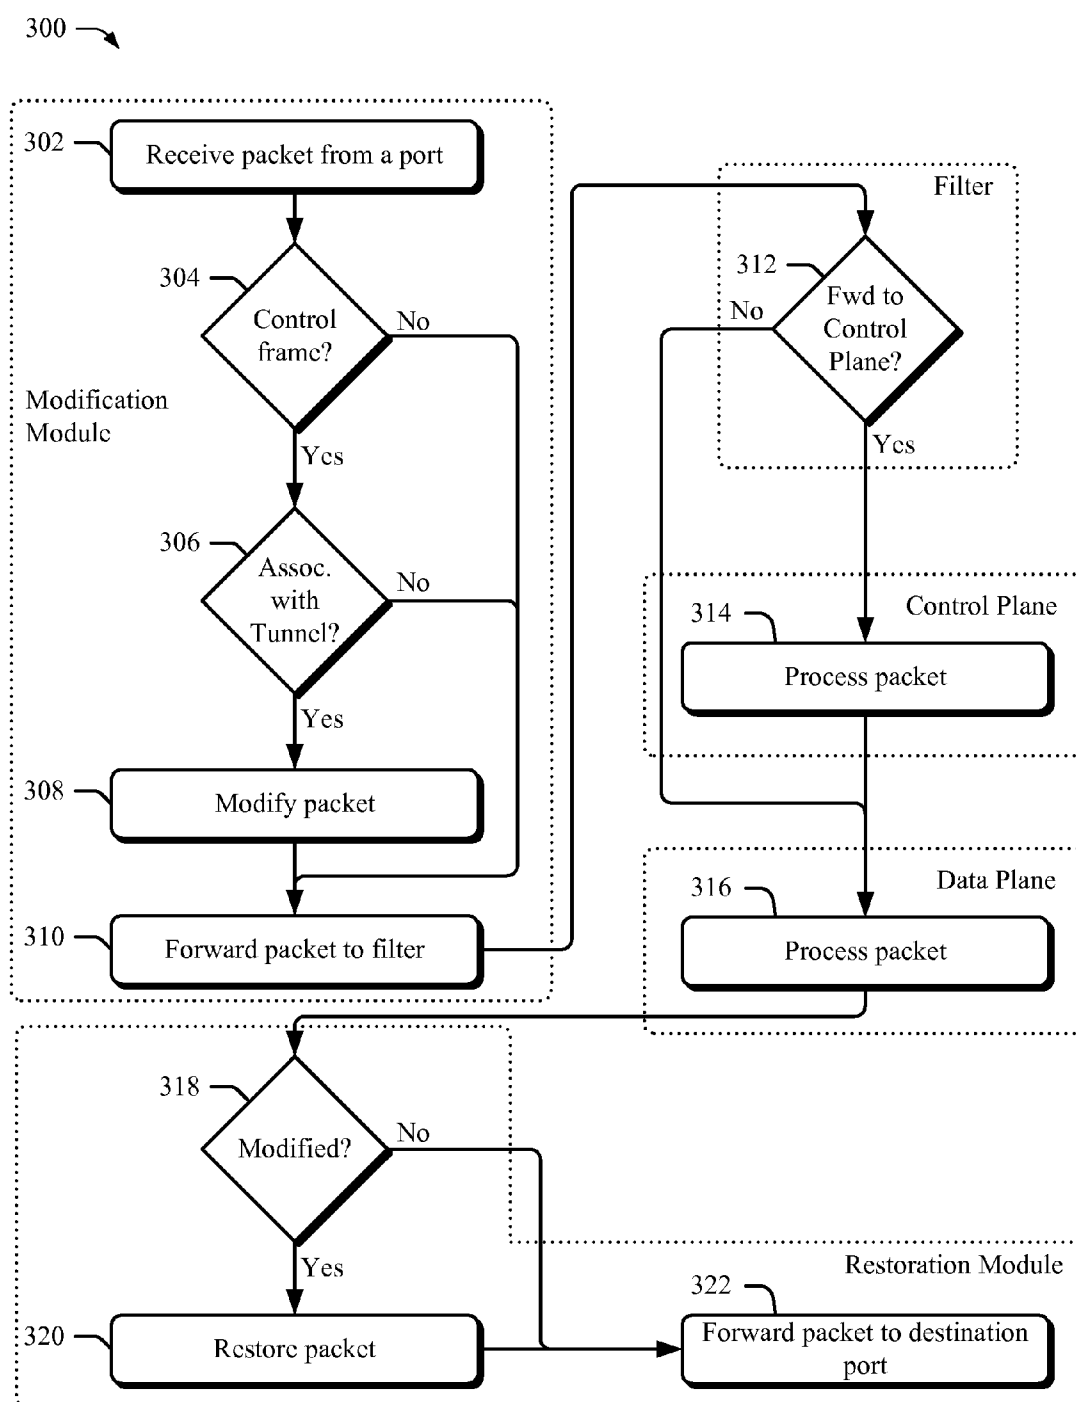 300
302
Receive packet from a port
304
Control
frame?
No
Yes
Modification
Module
306
Assoc.
with
Tunnel?
No
Yes
308
Modify packet
310
Forward packet to filter
Filter
312
Fwd to
Control
Plane?
No
Yes
Control Plane
314
Process packet
Data Plane
316
Process packet
318
Modified?
No
Yes
320
Restore packet
Restoration Module
322
Forward packet to destination
port